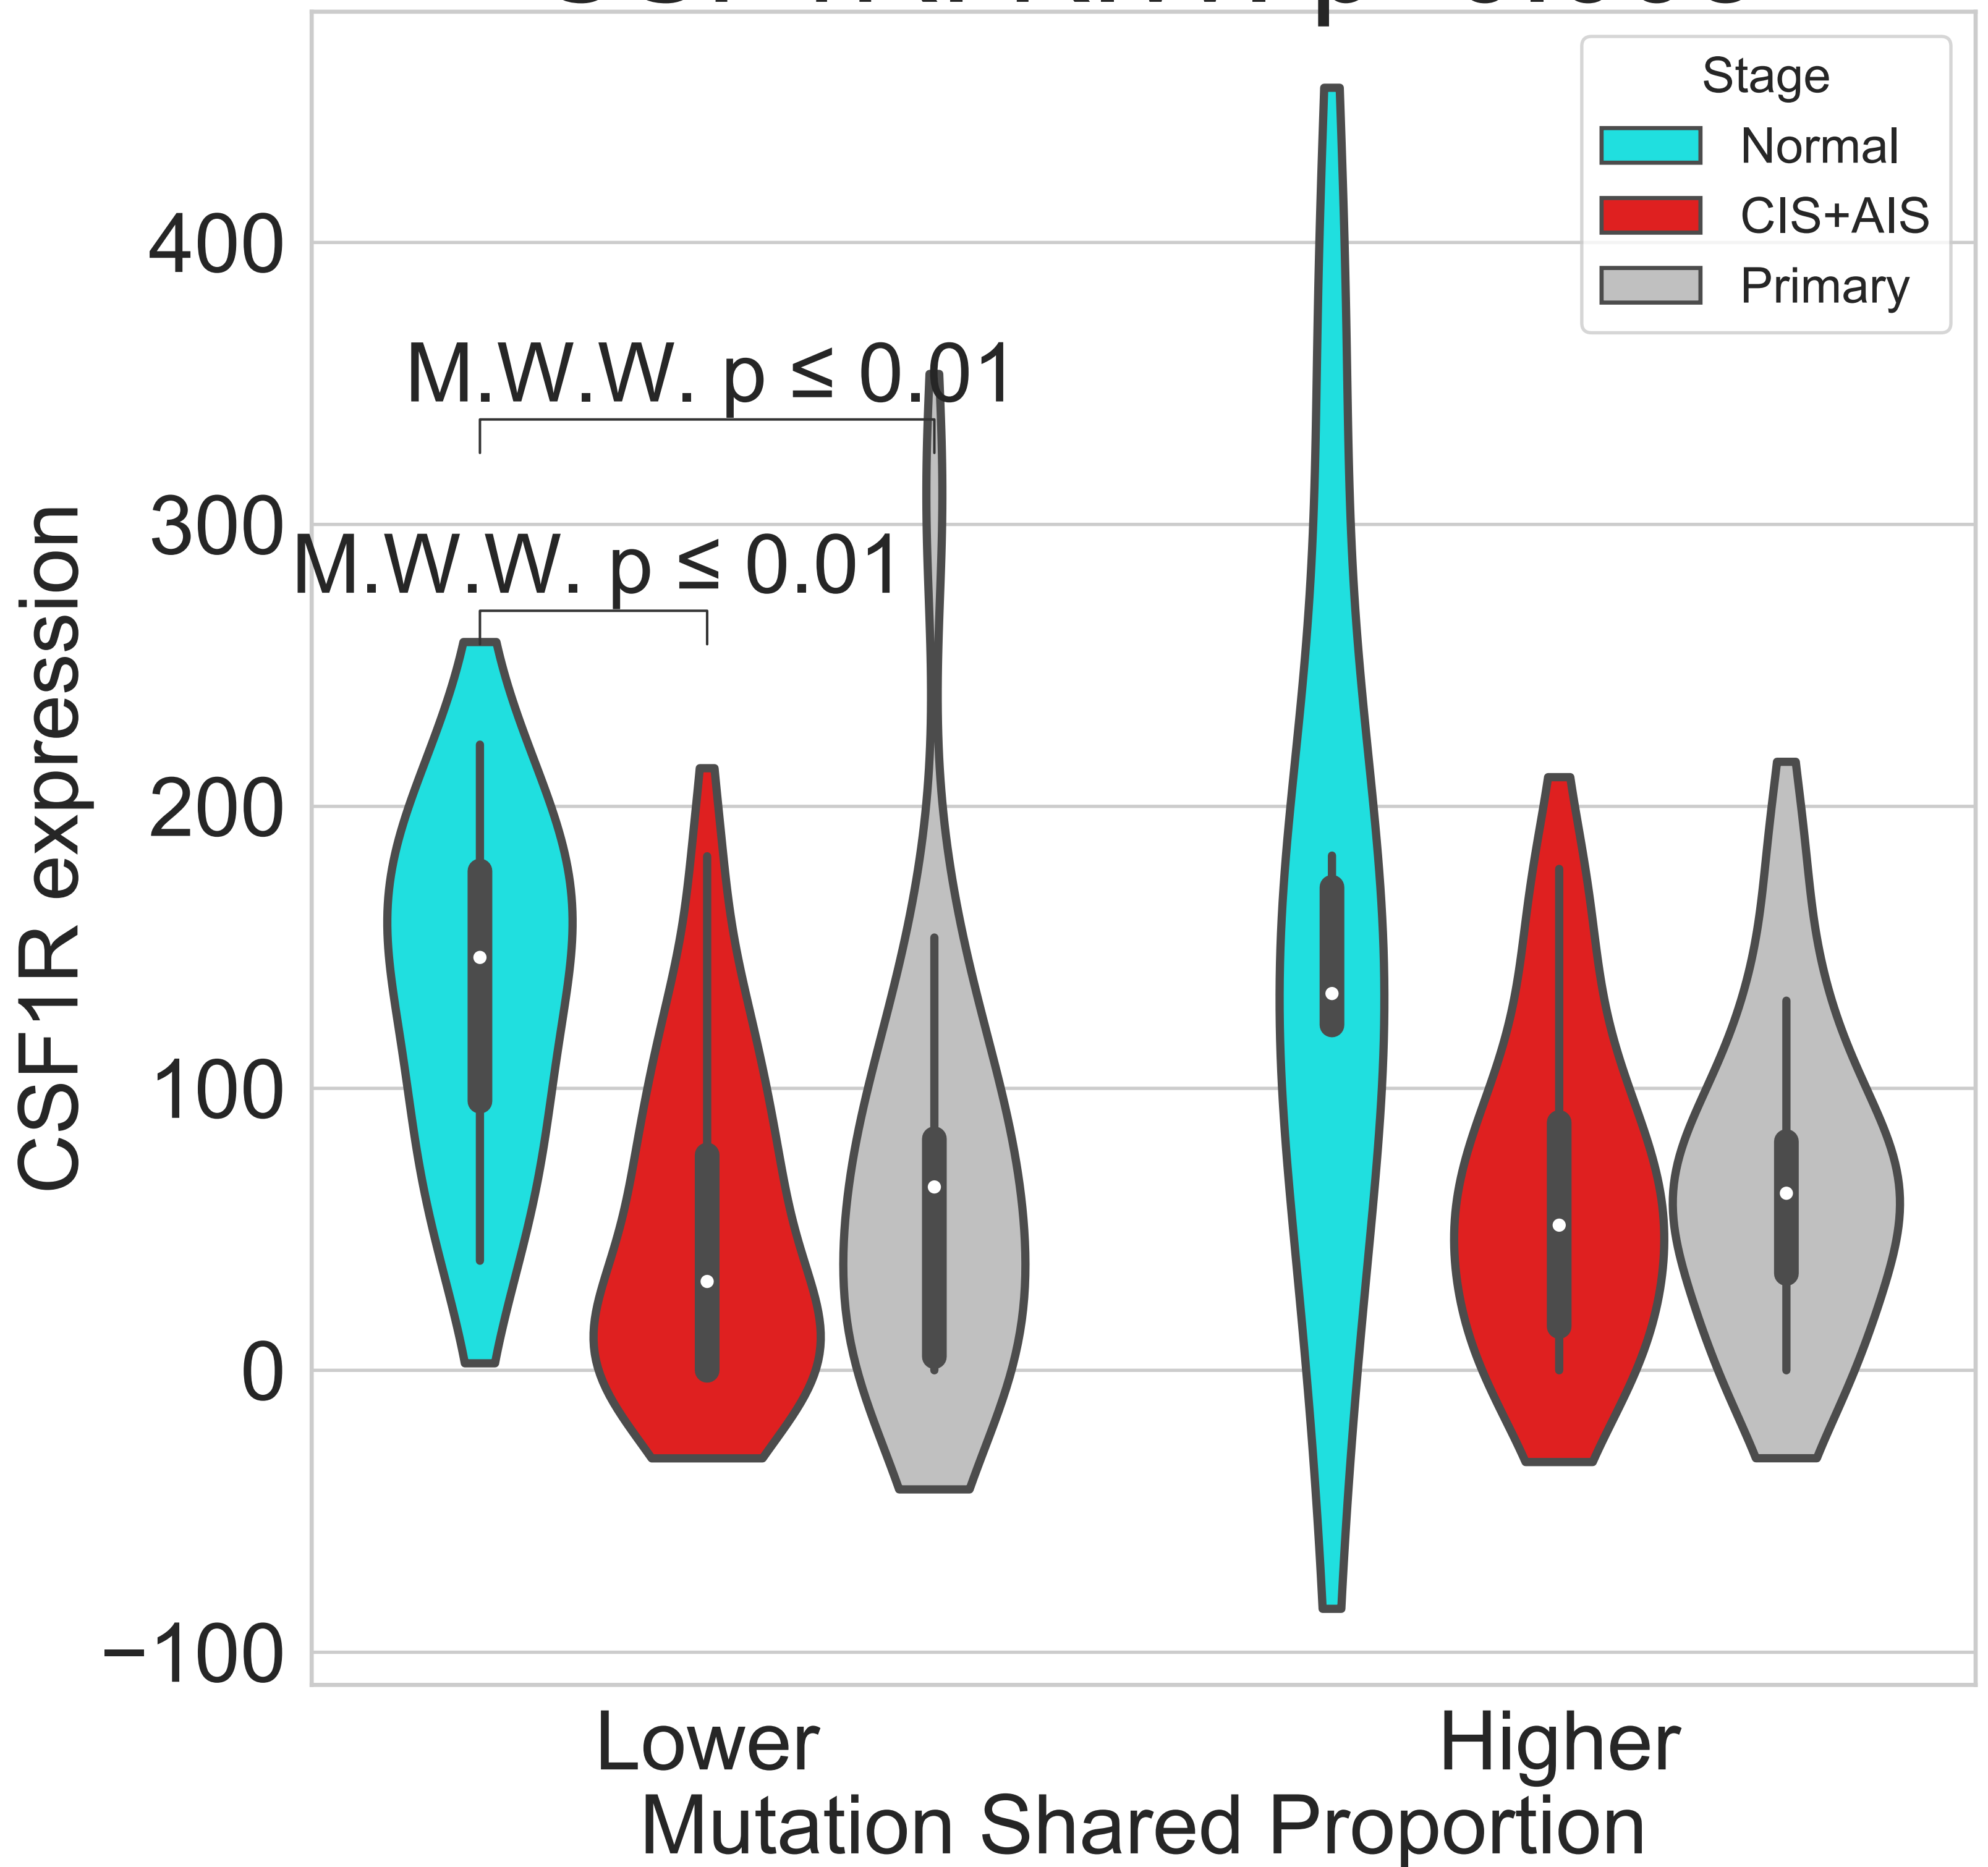 Stage
Normal
CIS+AIS
Primary
400
300
200
100
0
−100
CSF1R expression
M.W.W. p ≤ 0.01
M.W.W. p ≤ 0.01
Lower
Higher
Mutation Shared Proportion